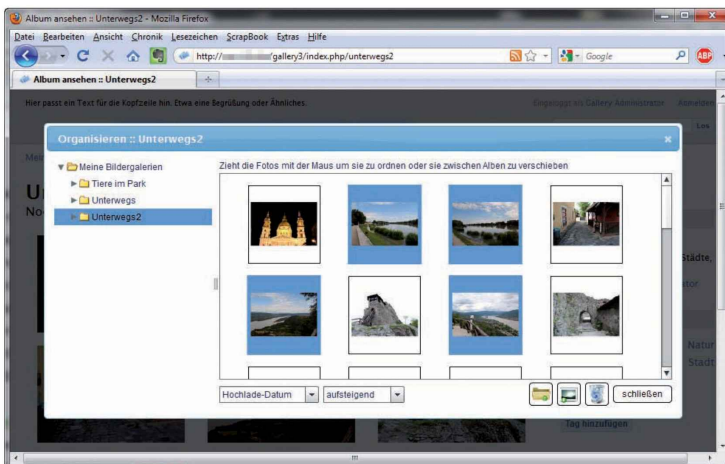 Album ansehen :: Unterwegs2 - Mozilla Firefox
Datei Bearbeiten Ansicht Chronik Lesezeichen ScrapBook Extras Hilfe
http:// /gallery3/index.php/unterwegs2
Google
ABP
Album ansehen :: Unterwegs2
Hier passt ein Text für die Kopfzeile hin. Etwa eine Begrüßung oder Ähnliches.
Eingeloggt als Gallery Administrator Abmelden
Los
Organisieren :: Unterwegs2
Meine Bildergalerien
Zieht die Fotos mit der Maus um sie zu ordnen oder sie zwischen Alben zu verschieben
Tiere im Park
Unterwegs
Unterwegs2
Städte,
Natur
Stadt
Hochlade-Datum
aufsteigend
schließen
Tag hinzufügen